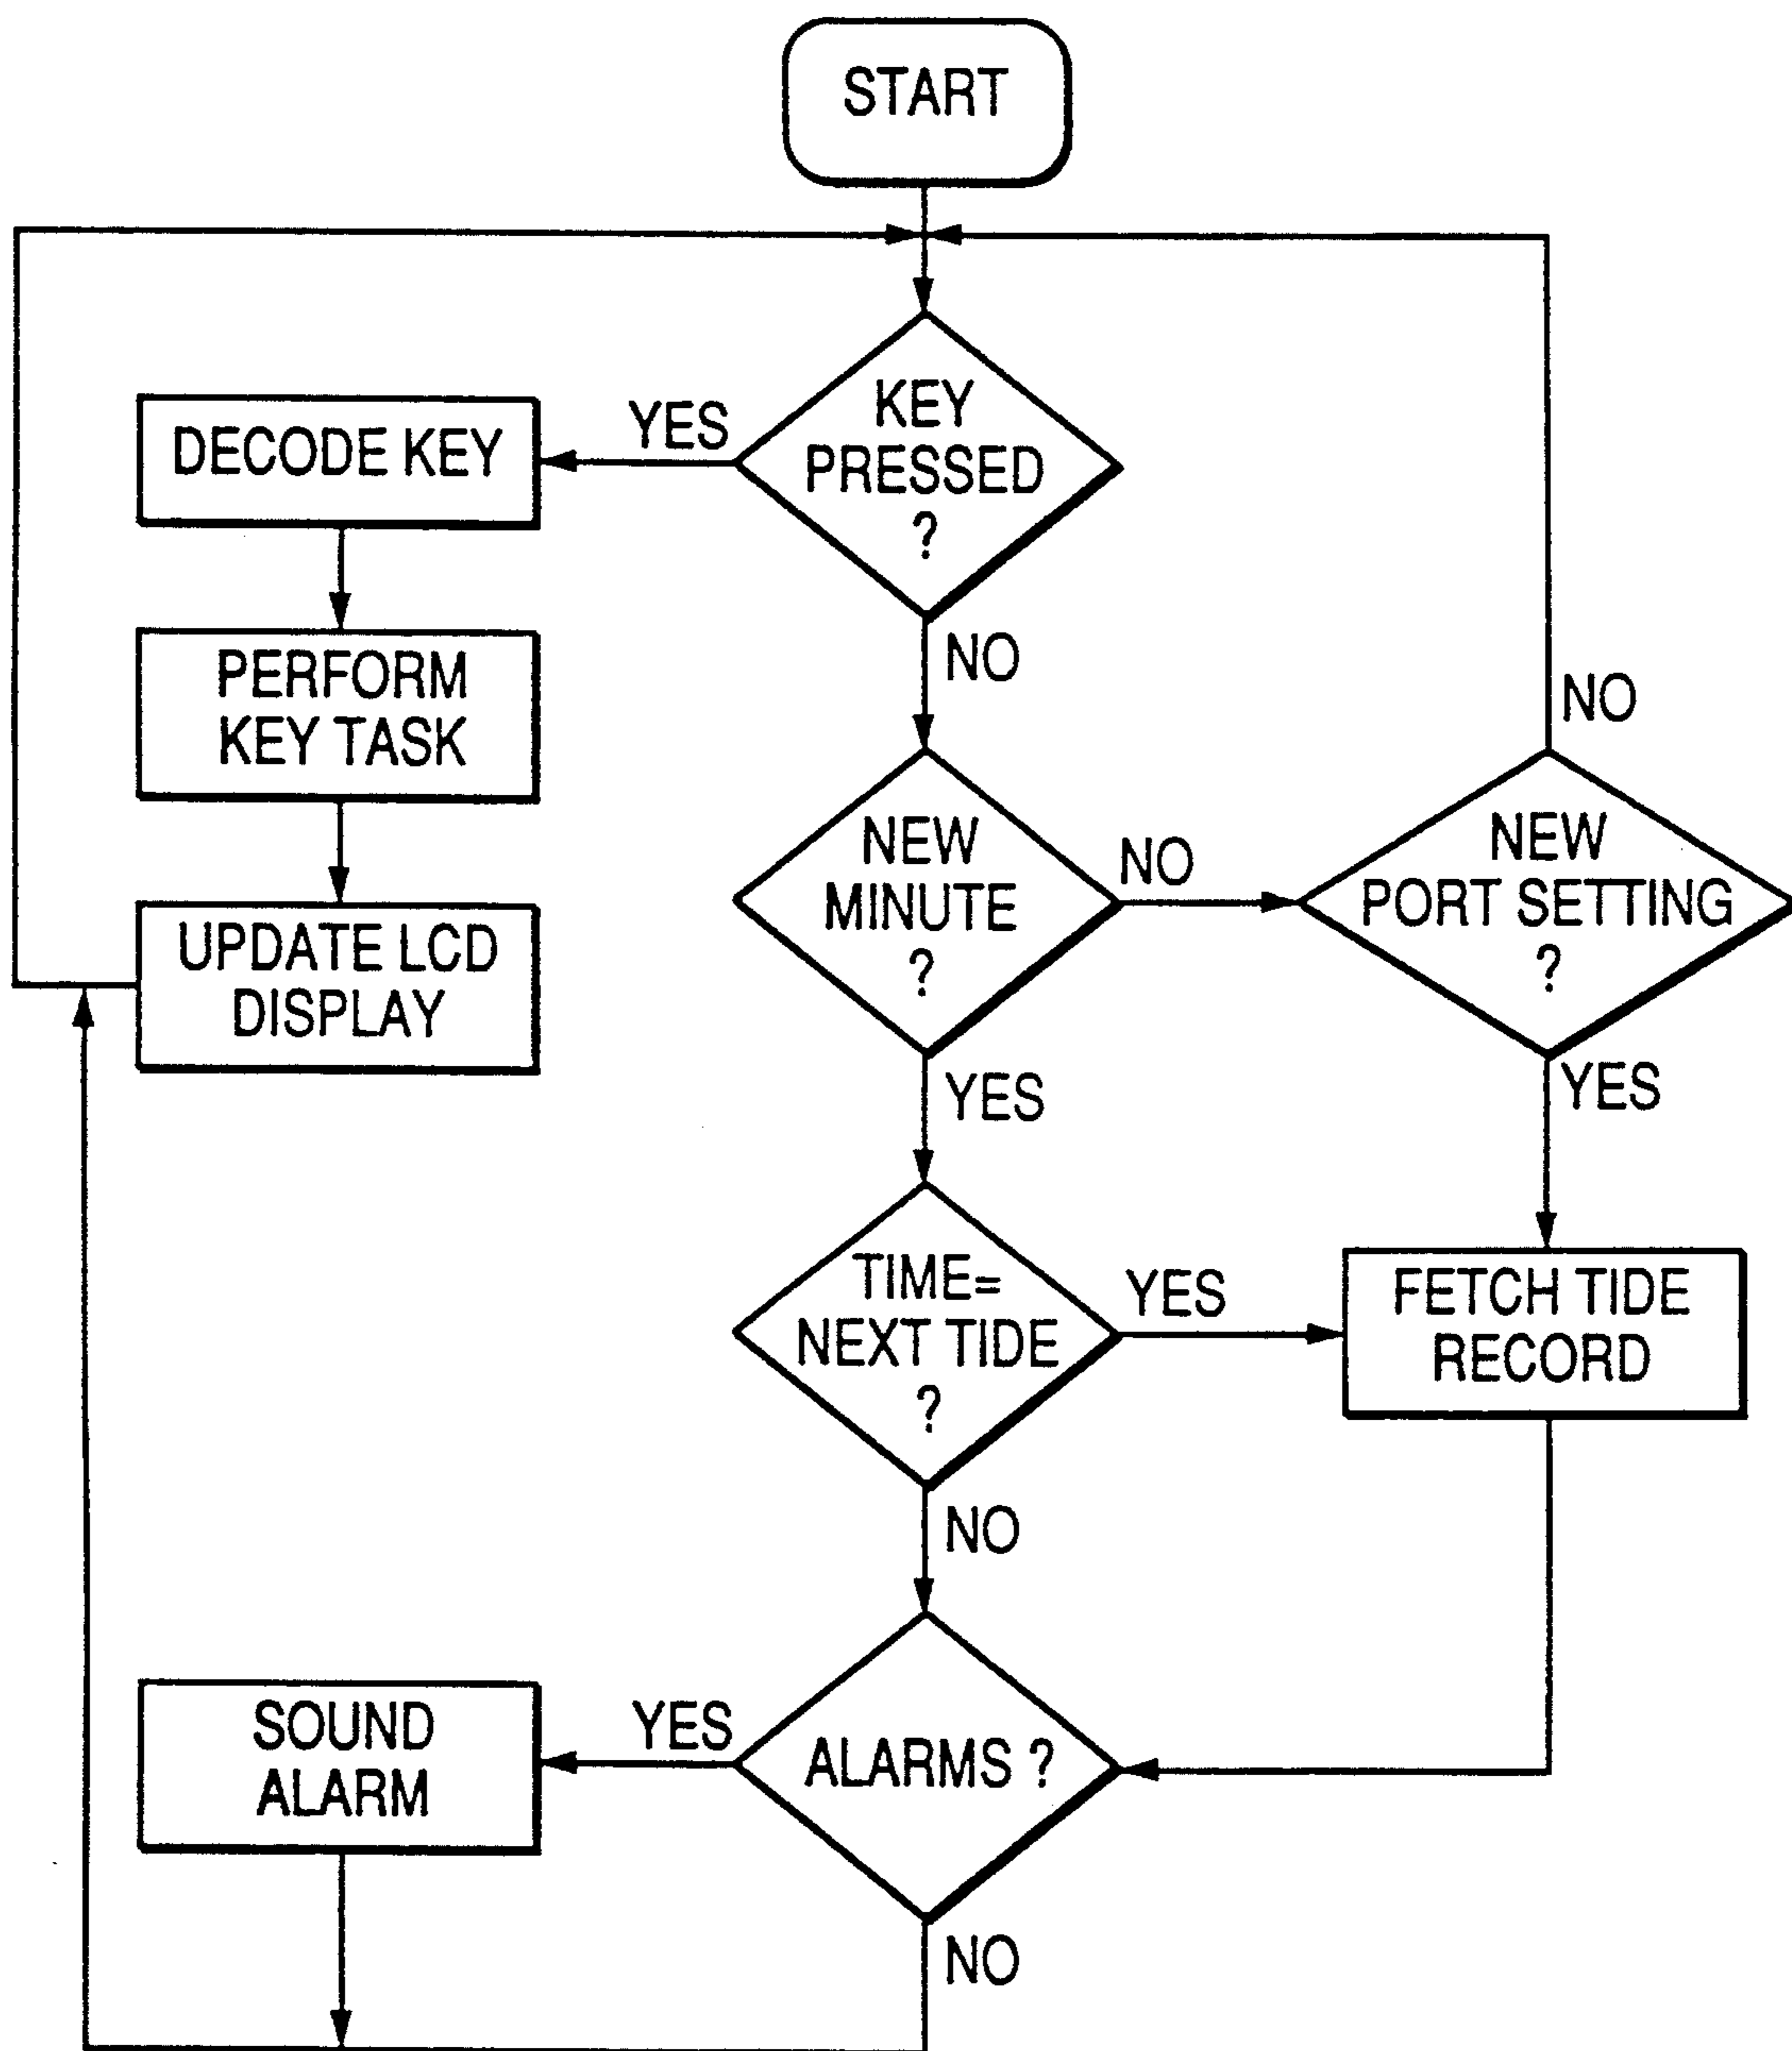 START
KEY
PRESSED
?
YES
DECODE KEY
PERFORM
KEY TASK
UPDATE LCD
DISPLAY
NO
NEW
MINUTE
?
NO
NEW
PORT SETTING
?
NO
YES
YES
TIME=
NEXT TIDE
?
YES
FETCH TIDE
RECORD
NO
ALARMS ?
YES
SOUND
ALARM
NO